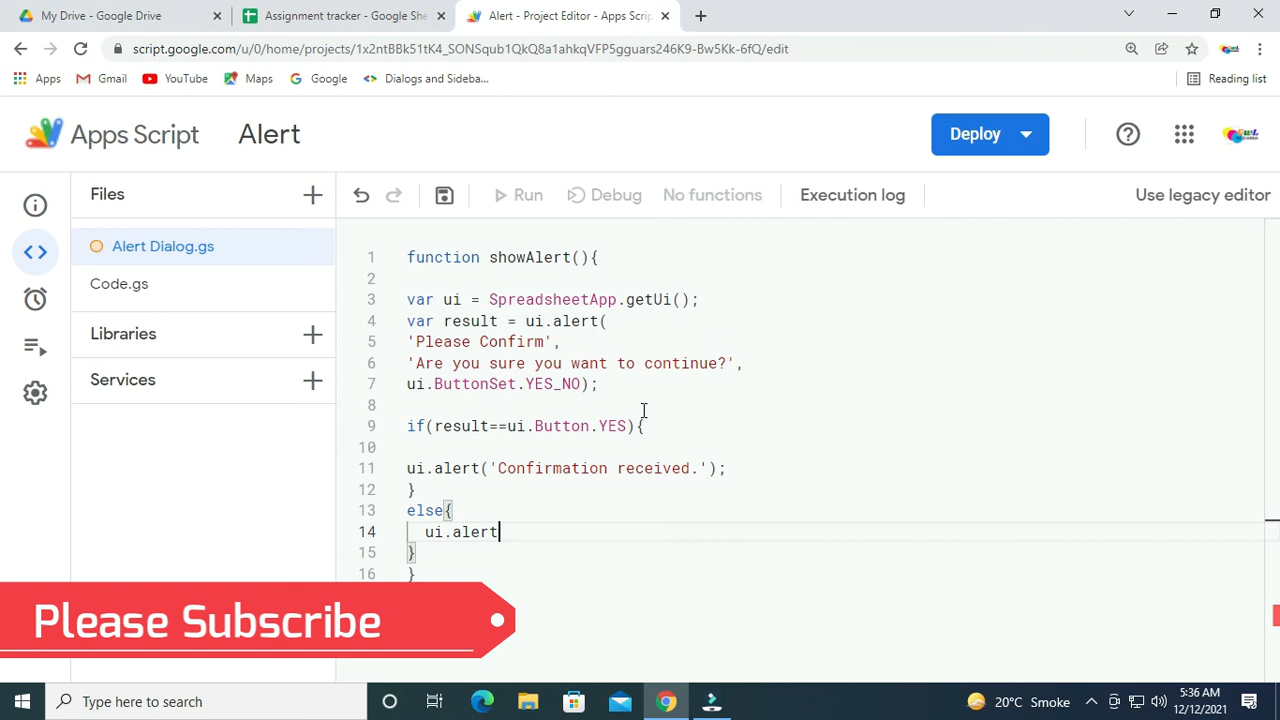 My Drive - Google Drive
Assignment tracker - Google She
Alert - Project Editor - Apps Scrip
script.google.com/u/0/home/projects/1x2ntBBk51tK4_SONSqub1QkQ8a1ahkqVFP5gguars246K9-Bw5Kk-6fQ/edit
Apps
Gmail
YouTube
Maps
Google
Dialogs and Sideba...
Reading list
Apps Script
Alert
Deploy
Files
Run
Debug
No functions
Execution log
Use legacy editor
Alert Dialog.gs
Code.gs
Libraries
Services
1 function showAlert(){
2
3 var ui = SpreadsheetApp.getUi();
4 var result = ui.alert(
5 'Please Confirm',
6 'Are you sure you want to continue?',
7 ui.ButtonSet.YES_NO);
8
9 if(result==ui.Button.YES){
10
11 ui.alert('Confirmation received.');
12 }
13 else{
14 ui.alert
15 }
16 }
Please Subscribe
Type here to search
20°C Smoke
5:36 AM
12/12/2021